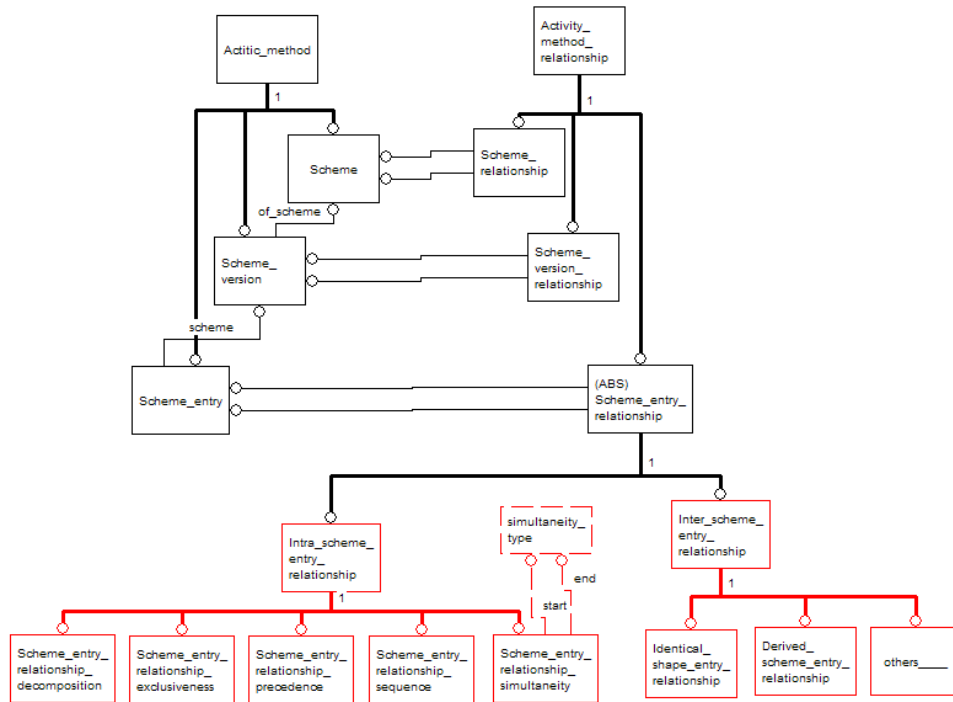 Actitic_method
Activity_
method_
relationship
1
1
Scheme
Scheme_
relationship
of_scheme
Scheme_
version
Scheme_
version_
relationship
scheme
Scheme_entry
(ABS)
Scheme_entry_
relationship
1
Intra_scheme_
entry_
relationship
simultaneity_
type
Inter_scheme_
entry_
relationship
end
start
1
1
Scheme_entry_
relationship_
decomposition
Scheme_entry_
relationship_
exclusiveness
Scheme_entry_
relationship_
precedence
Scheme_entry_
relationship_
sequence
Scheme_entry_
relationship_
simultaneity
Identical_
shape_entry_
relationship
Derived_
scheme_entry_
relationship
others____